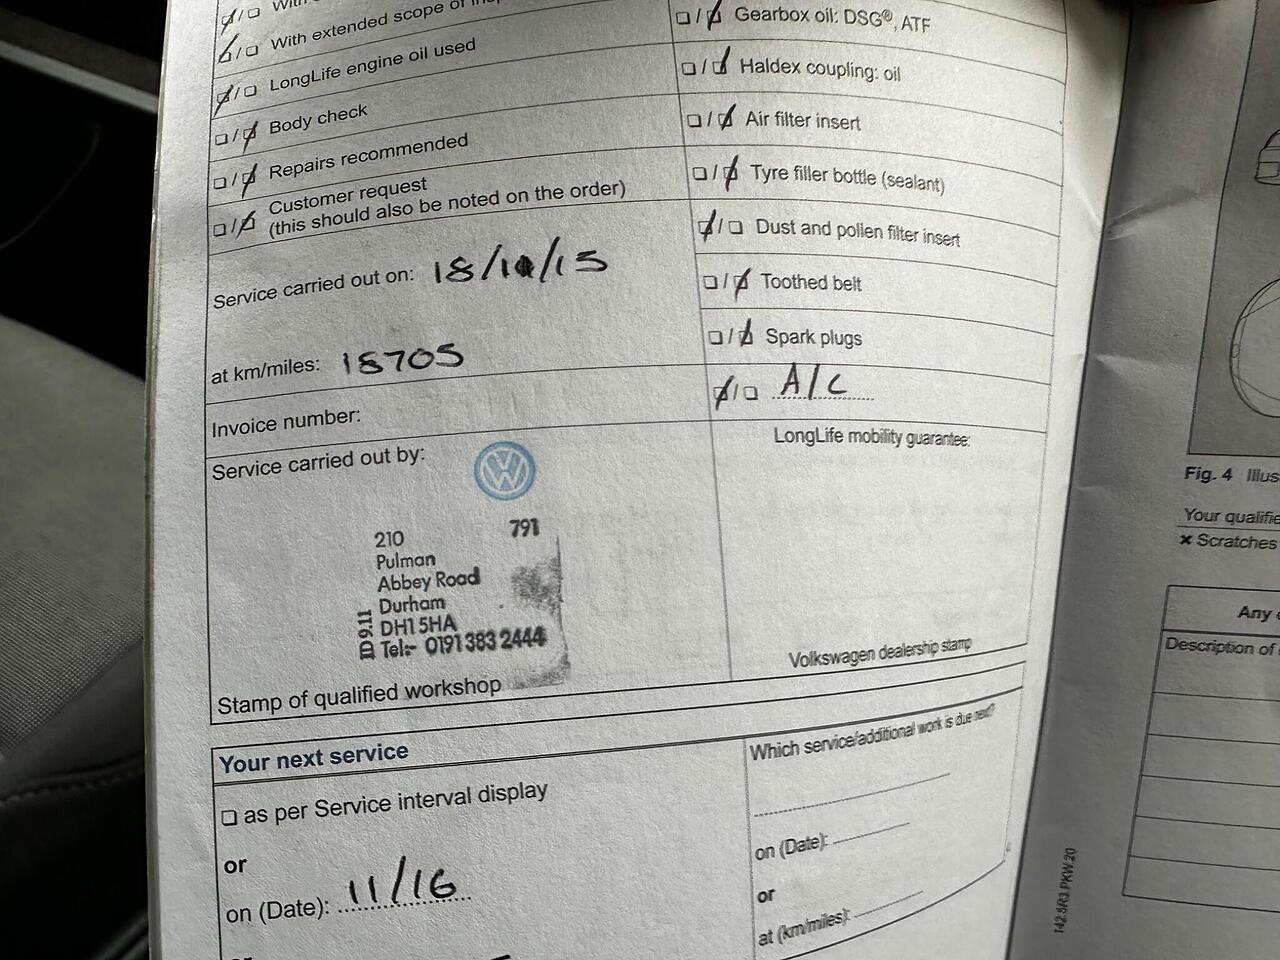 With
With extended scope of
LongLife engine oil used
Body check
Repairs recommended
Customer request
(this should also be noted on the order)
Service carried out on:
at km/miles: 18705
Invoice number:
Service carried out by:
210 791
Pulman
Abbey Road
Durham
DH1 5HA
Tel:- 0191 383 2444
Stamp of qualified workshop
Gearbox oil: DSG®, ATF
Haldex coupling: oil
Air filter insert
Tyre filler bottle (sealant)
Dust and pollen filter insert
Toothed belt
Spark plugs
A/C
LongLife mobility guarantee:
Volkswagen dealership stamp
Your next service
as per Service interval display
or
on (Date): 11/16
Which service/additional work is due next?
on (Date):
or
at (km/miles):
Fig. 4 Illus
Your qualifie
× Scratches
Any
Description of
142.5R3.PKW.20